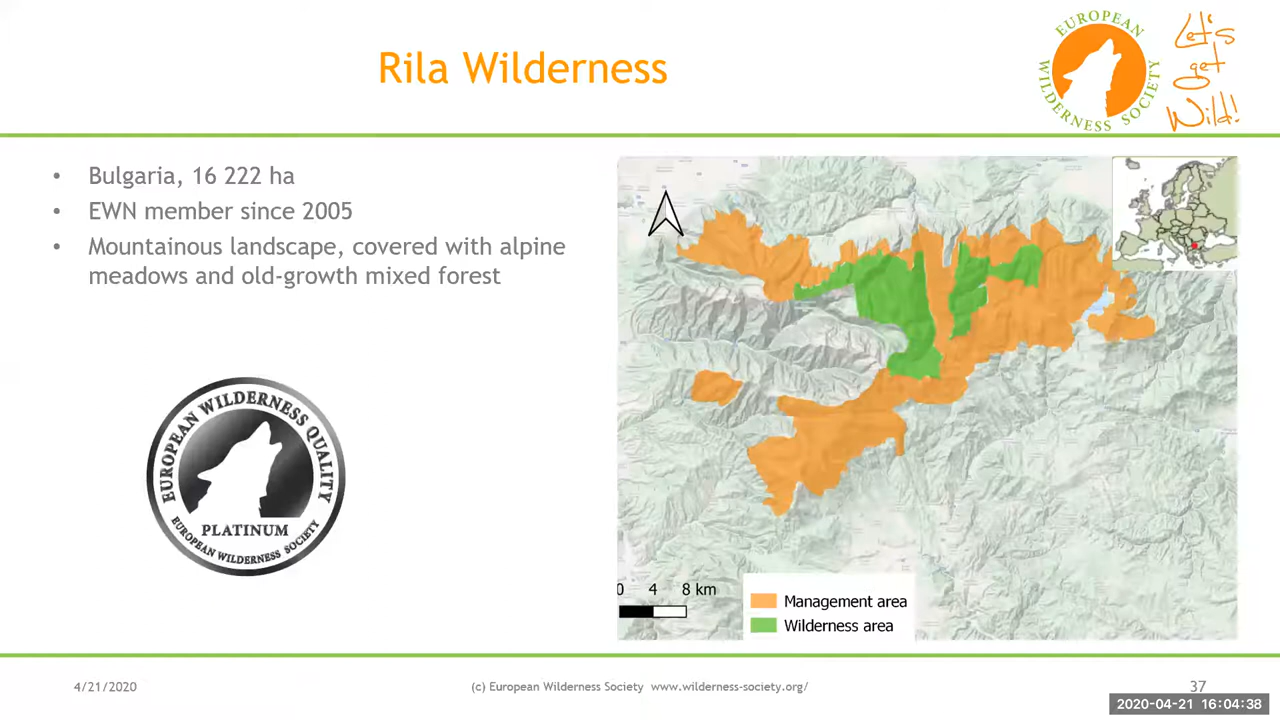 Rila Wilderness
EUROPEAN
WILDERNESS SOCIETY
Let's
get
Wild!
• Bulgaria, 16 222 ha
• EWN member since 2005
• Mountainous landscape, covered with alpine
meadows and old-growth mixed forest
EUROPEAN WILDERNESS QUALITY
PLATINUM
EUROPEAN WILDERNESS SOCIETY
0 4 8 km
Management area
Wilderness area
4/21/2020
(c) European Wilderness Society www.wilderness-society.org/
37
2020-04-21 16:04:38